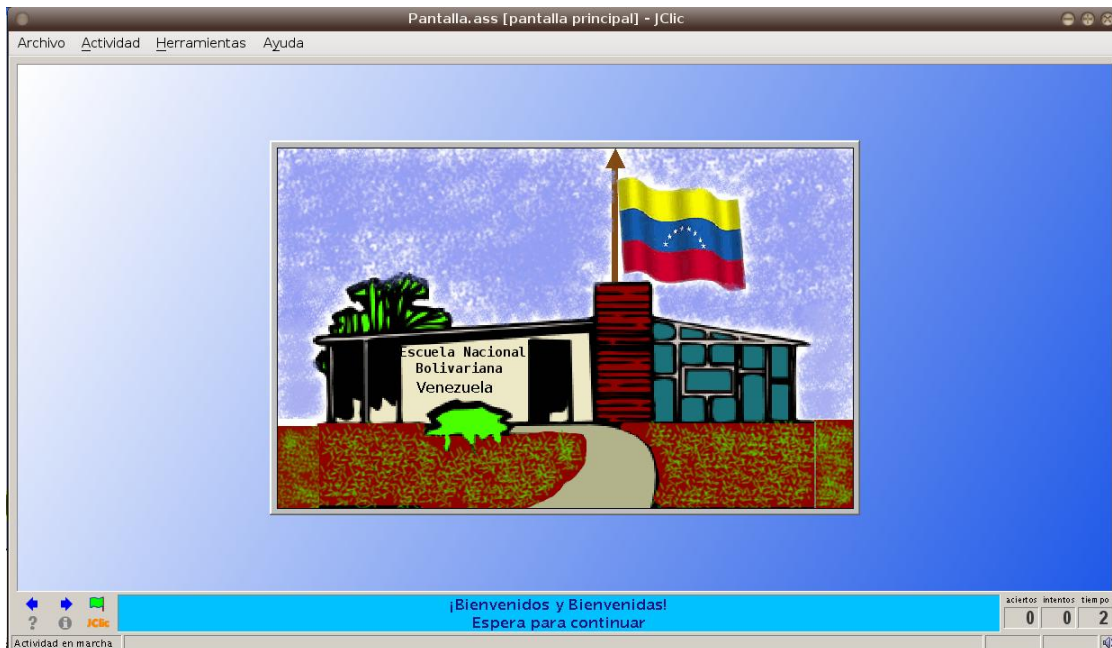 Pantalla.ass [pantalla principal] - JClic
Archivo Actividad Herramientas Ayuda
Escuela Nacional
Bolivariana
Venezuela
¡Bienvenidos y Bienvenidas!
Espera para continuar
aciertos intentos tiempo
0 0 2
? i JClic
Actividad en marcha